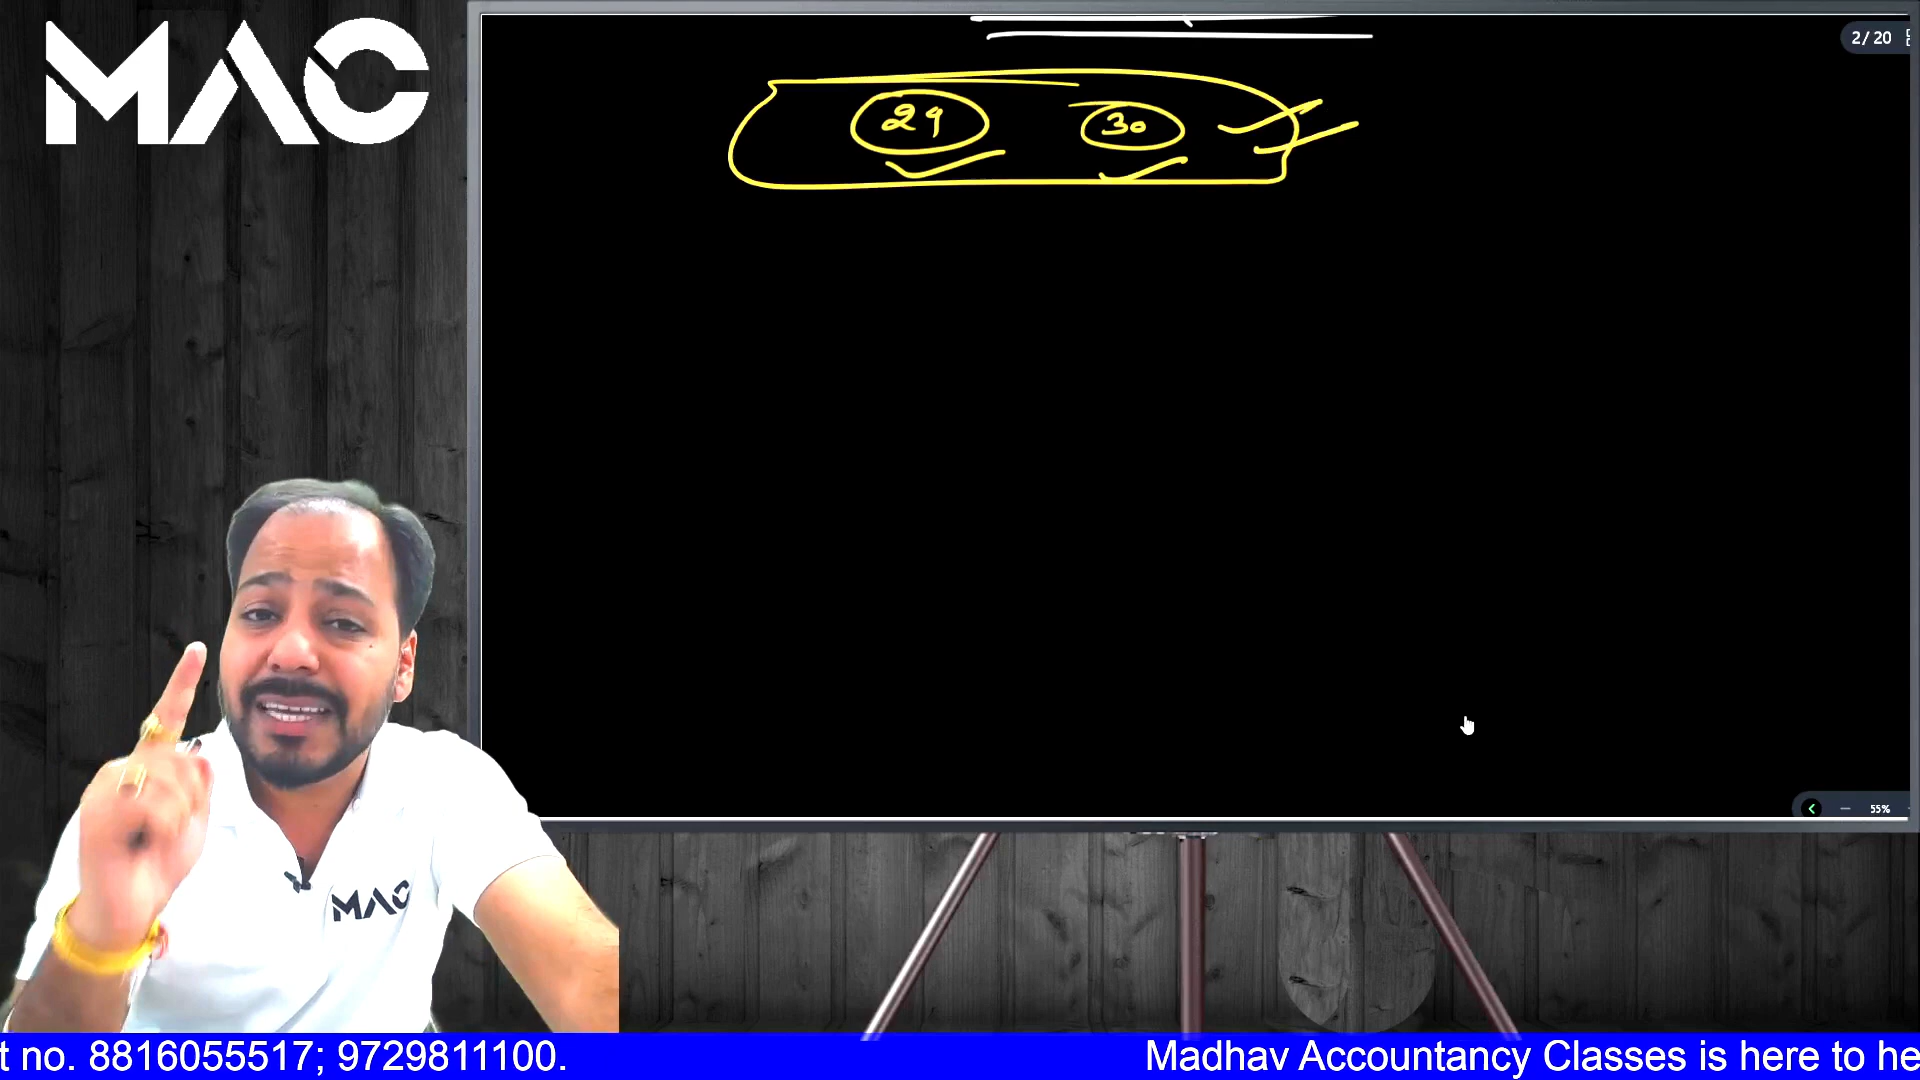 MAC
2/20
29 30
55%
MAC
t no. 8816055517; 9729811100. Madhav Accountancy Classes is here to he